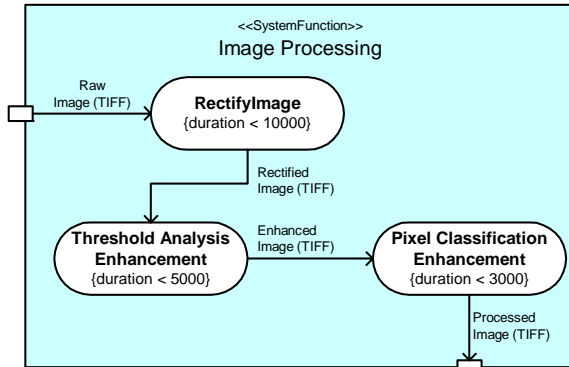 <<SystemFunction>>
Image Processing
Raw
Image (TIFF)
RectifyImage
{duration < 10000}
Rectified
Image (TIFF)
Threshold Analysis
Enhancement
{duration < 5000}
Enhanced
Image (TIFF)
Pixel Classification
Enhancement
{duration < 3000}
Processed
Image (TIFF)